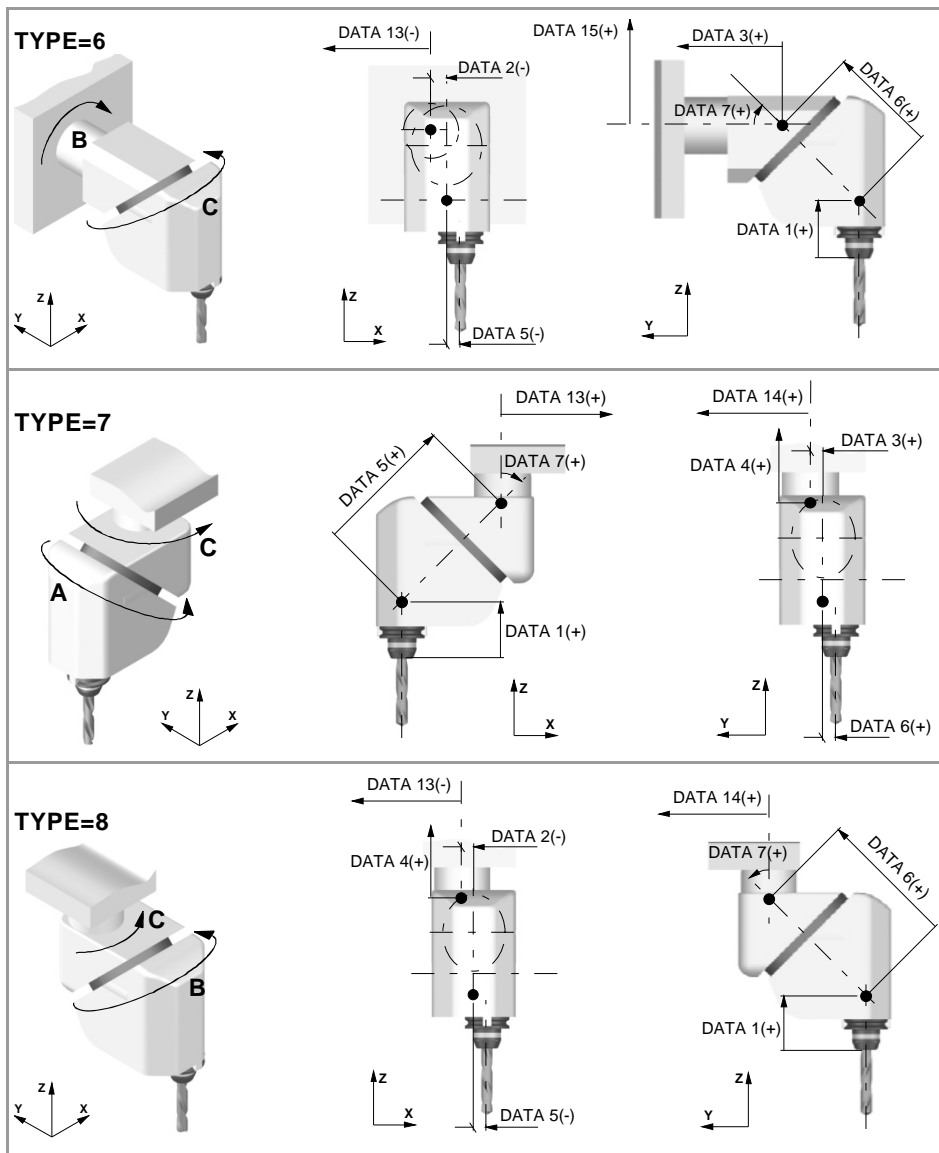 TYPE=6
B
C
Z
Y
X
DATA 13(-)
DATA 2(-)
Z
X
DATA 5(-)
DATA 15(+)
DATA 3(+)
DATA 6(+)
DATA 7(+)
DATA 1(+)
Z
Y
TYPE=7
C
A
Z
Y
X
DATA 13(+)
DATA 5(+)
DATA 7(+)
DATA 1(+)
Z
X
DATA 14(+)
DATA 3(+)
DATA 4(+)
Z
Y
DATA 6(+)
TYPE=8
C
B
Z
Y
X
DATA 13(-)
DATA 2(-)
DATA 4(+)
Z
X
DATA 5(-)
DATA 14(+)
DATA 7(+)
DATA 6(+)
DATA 1(+)
Z
Y